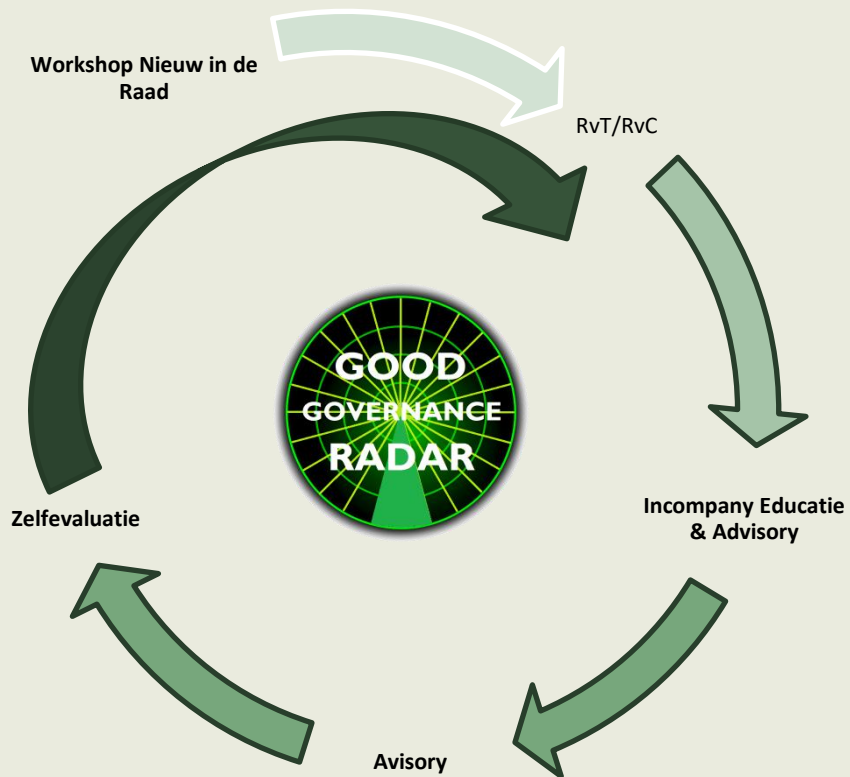 Workshop Nieuw in de
Raad
RvT/RvC
GOOD
GOVERNANCE
RADAR
Zelfevaluatie
Incompany Educatie
& Advisory
Avisory